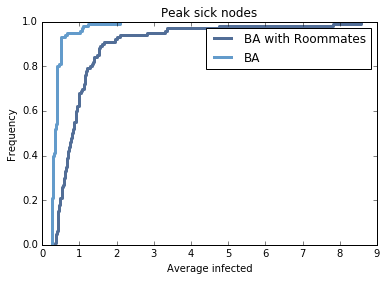 Peak sick nodes
1.0
BA with Roommates
BA
0.8
0.6
Frequency
0.4
0.2
0.0
0 1 2 3 4 5 6 7 8 9
Average infected